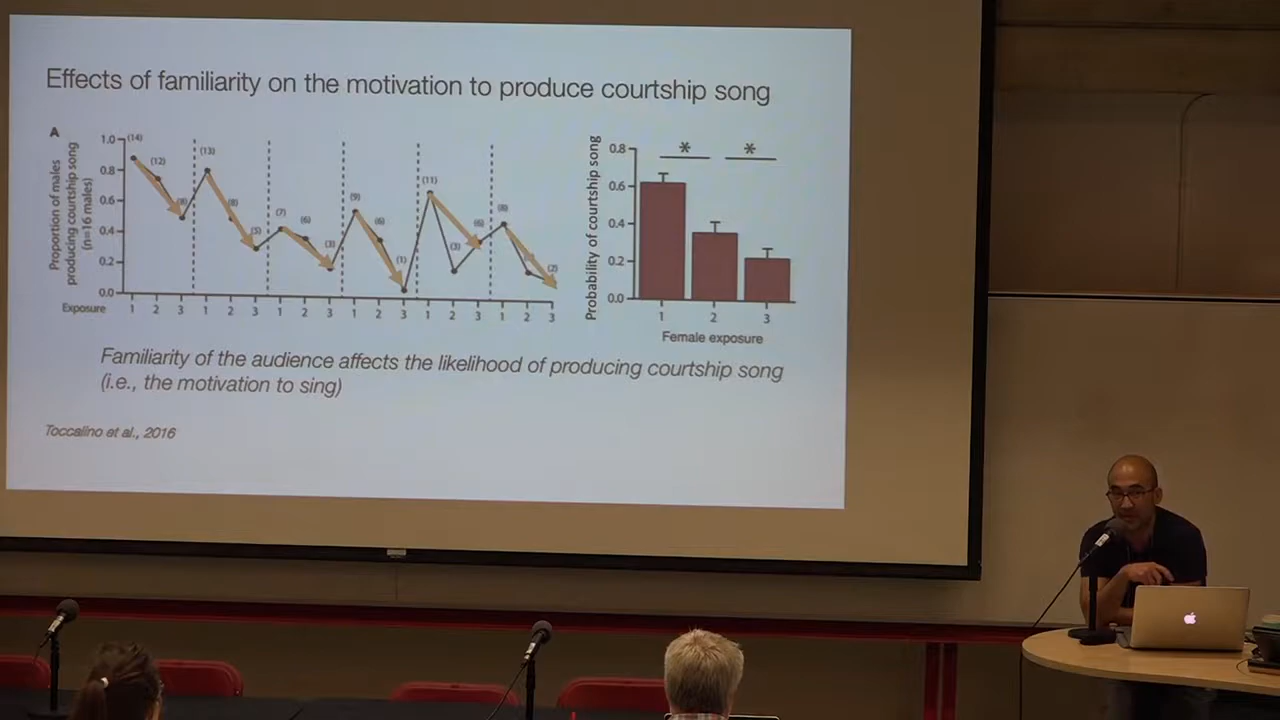 Effects of familiarity on the motivation to produce courtship song
A
Proportion of males
producing courtship song
(n=16 males)
1.0
0.8
0.6
0.4
0.2
0.0
(14)
(12)
(8)
(13)
(8)
(5)
(7)
(6)
(3)
(9)
(6)
(1)
(11)
(3)
(6)
(8)
(2)
Exposure 1 2 3 1 2 3 1 2 3 1 2 3 1 2 3 1 2 3
Probability of courtship song
0.8
0.6
0.4
0.2
0.0
* *
1 2 3
Female exposure
Familiarity of the audience affects the likelihood of producing courtship song
(i.e., the motivation to sing)
Toccalino et al., 2016